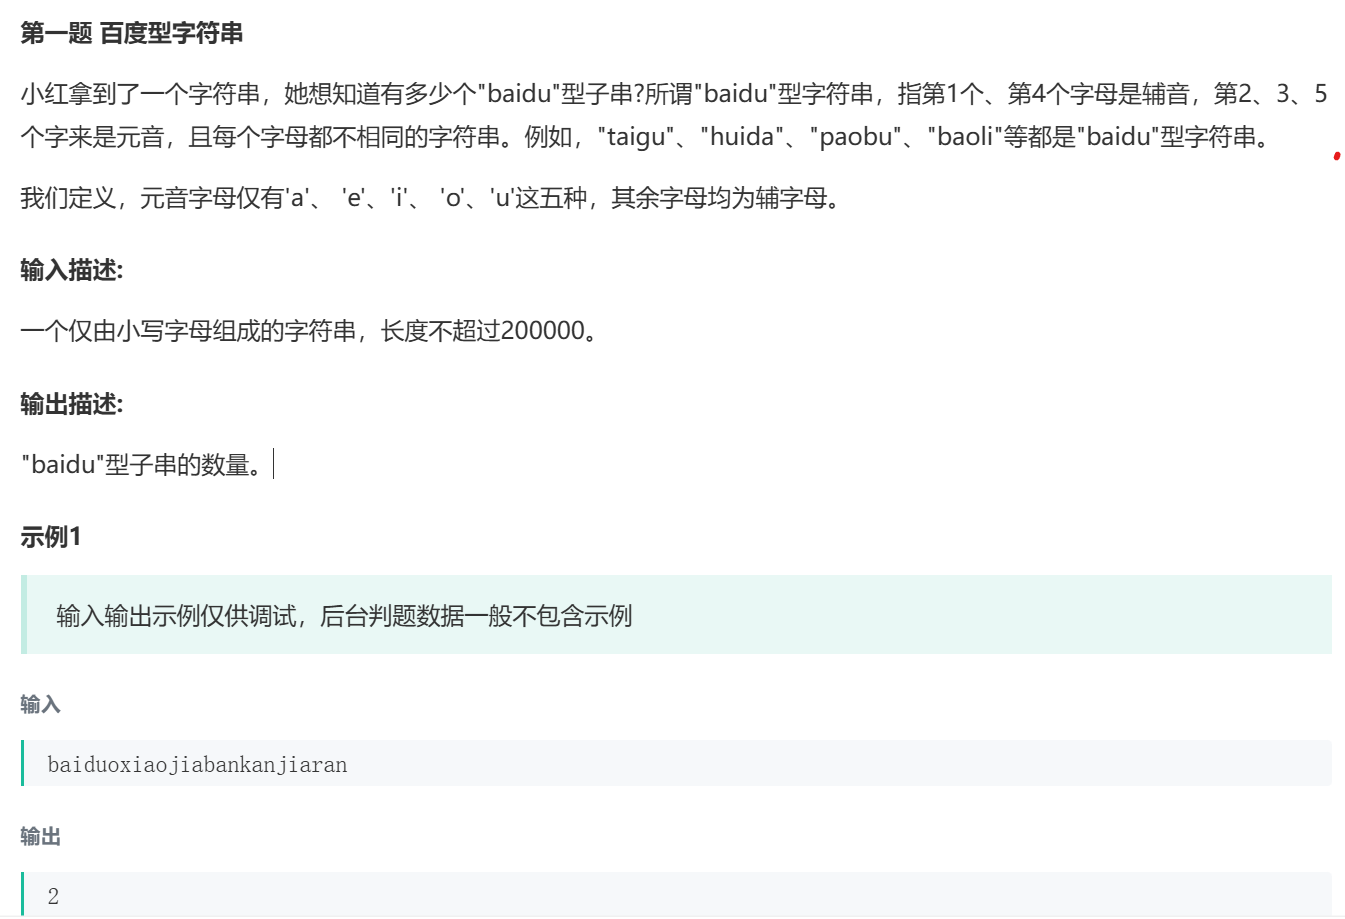 第一题 百度型字符串
小红拿到了一个字符串，她想知道有多少个"baidu"型子串?所谓"baidu"型字符串，指第1个、第4个字母是辅音，第2、3、5
个字来是元音，且每个字母都不相同的字符串。例如，"taigu"、"huida"、"paobu"、"baoli"等都是"baidu"型字符串。
我们定义，元音字母仅有'a'、 'e'、'i'、 'o'、'u'这五种，其余字母均为辅字母。
输入描述:
一个仅由小写字母组成的字符串，长度不超过200000。
输出描述:
"baidu"型子串的数量。
示例1
输入输出示例仅供调试，后台判题数据一般不包含示例
输入
baiduoxiaojiabankanjiaran
输出
2